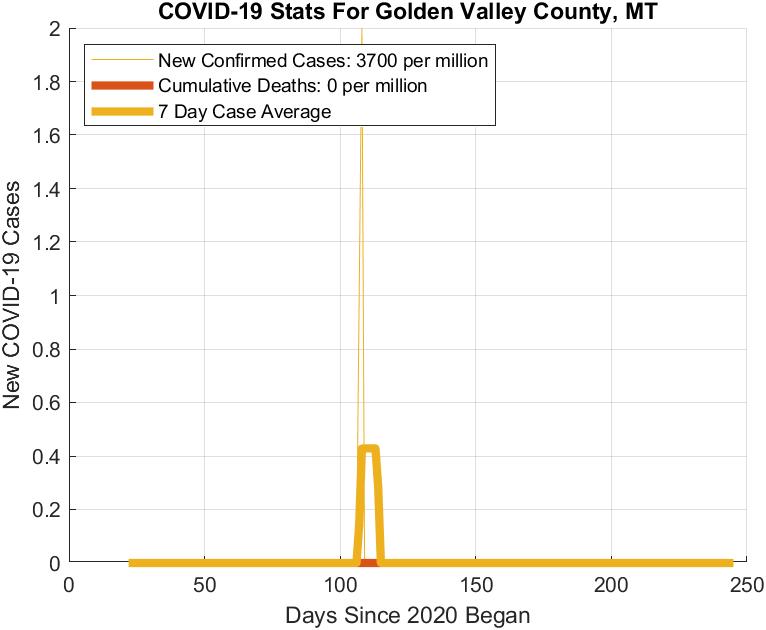 COVID-19 Stats For Golden Valley County, MT
New Confirmed Cases: 3700 per million
Cumulative Deaths: 0 per million
7 Day Case Average
New COVID-19 Cases
2
1.8
1.6
1.4
1.2
1
0.8
0.6
0.4
0.2
0
0 50 100 150 200 250
Days Since 2020 Began